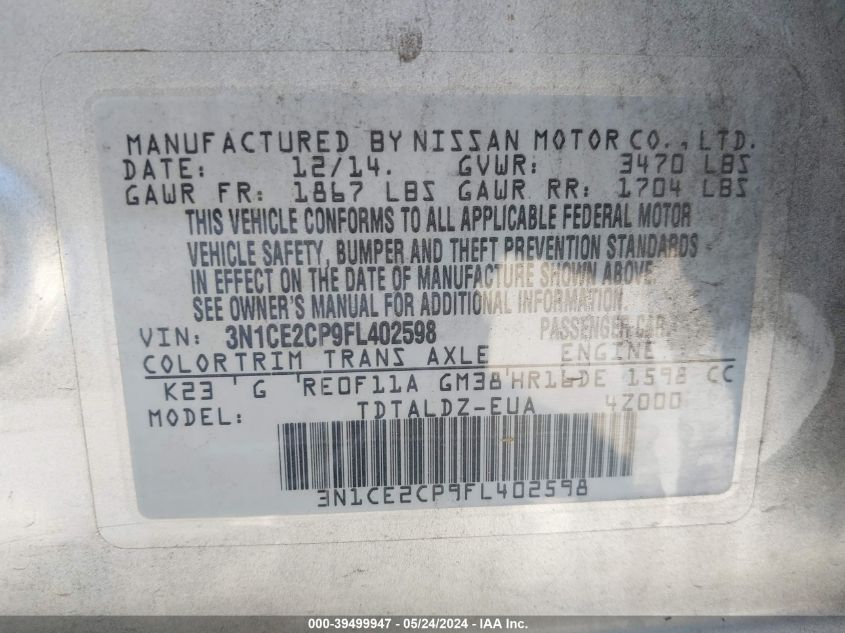 MANUFACTURED BY NISSAN MOTOR CO., LTD.
DATE: 12/14. GVWR: 3470 LBS
GAWR FR: 1867 LBS GAWR RR: 1704 LBS
THIS VEHICLE CONFORMS TO ALL APPLICABLE FEDERAL MOTOR
VEHICLE SAFETY, BUMPER AND THEFT PREVENTION STANDARDS
IN EFFECT ON THE DATE OF MANUFACTURE SHOWN ABOVE.
SEE OWNER'S MANUAL FOR ADDITIONAL INFORMATION.
VIN: 3N1CE2CP9FL402598 PASSENGER CAR
COLOR TRIM TRANS AXLE ENGINE
K23 G RE0F11A GM38 HR16DE 1598 CC
MODEL: TDTALDZ-EUA 4Z000
3N1CE2CP9FL402598
000-39499947 - 05/24/2024 - IAA Inc.